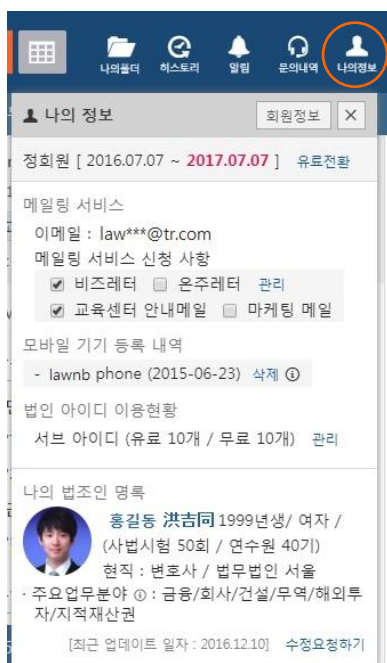 나의폴더 히스토리 알림 문의내역 나의정보
나의 정보 회원정보 ×
정회원 [ 2016.07.07 ~ 2017.07.07 ] 유료전환
메일링 서비스
이메일 : law***@tr.com
메일링 서비스 신청 사항
비즈레터 온주레터 관리
교육센터 안내메일 마케팅 메일
모바일 기기 등록 내역
- lawnb phone (2015-06-23) 삭제 ⓘ
법인 아이디 이용현황
서브 아이디 (유료 10개 / 무료 10개) 관리
나의 법조인 명록
홍길동 洪吉同 1999년생/ 여자 /
(사법시험 50회 / 연수원 40기)
현직 : 변호사 / 법무법인 서울
· 주요업무분야 ⓘ : 금융/회사/건설/무역/해외투
자/지적재산권
[최근 업데이트 일자 : 2016.12.10] 수정요청하기